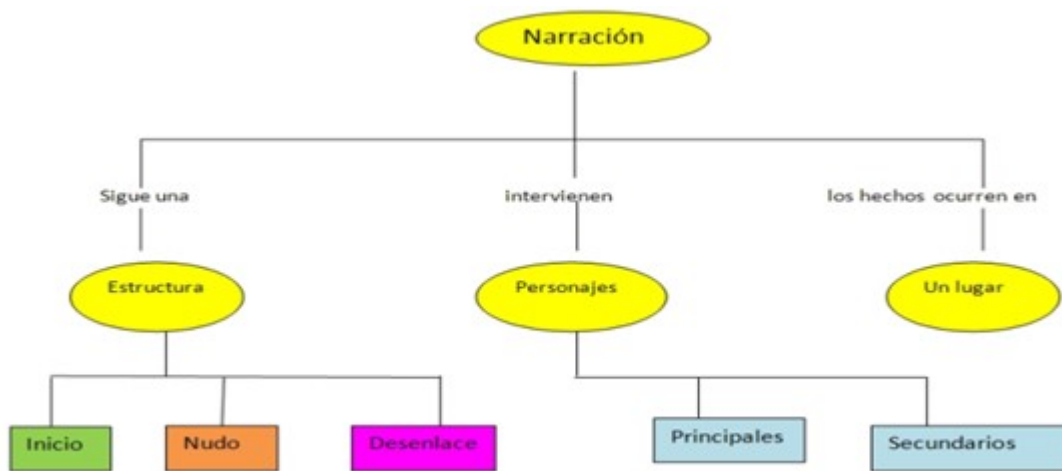 Narración
Sigue una
intervienen
los hechos ocurren en
Estructura
Personajes
Un lugar
Inicio
Nudo
Desenlace
Principales
Secundarios